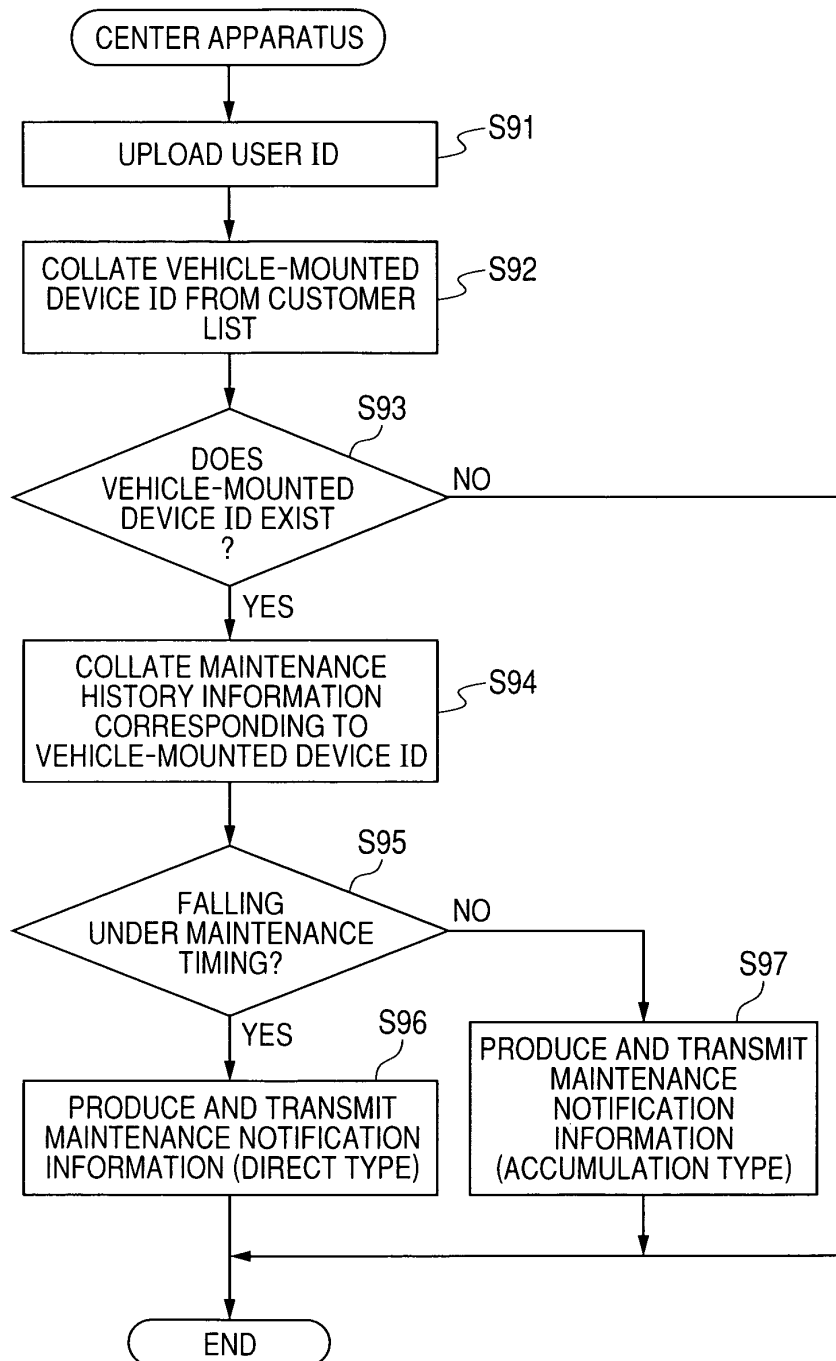 CENTER APPARATUS
S91
UPLOAD USER ID
S92
COLLATE VEHICLE-MOUNTED
DEVICE ID FROM CUSTOMER
LIST
S93
DOES
VEHICLE-MOUNTED
DEVICE ID EXIST
?
NO
YES
COLLATE MAINTENANCE
HISTORY INFORMATION
CORRESPONDING TO
VEHICLE-MOUNTED DEVICE ID
S94
S95
FALLING
UNDER MAINTENANCE
TIMING?
NO
YES
S96
PRODUCE AND TRANSMIT
MAINTENANCE NOTIFICATION
INFORMATION (DIRECT TYPE)
S97
PRODUCE AND TRANSMIT
MAINTENANCE
NOTIFICATION
INFORMATION
(ACCUMULATION TYPE)
END